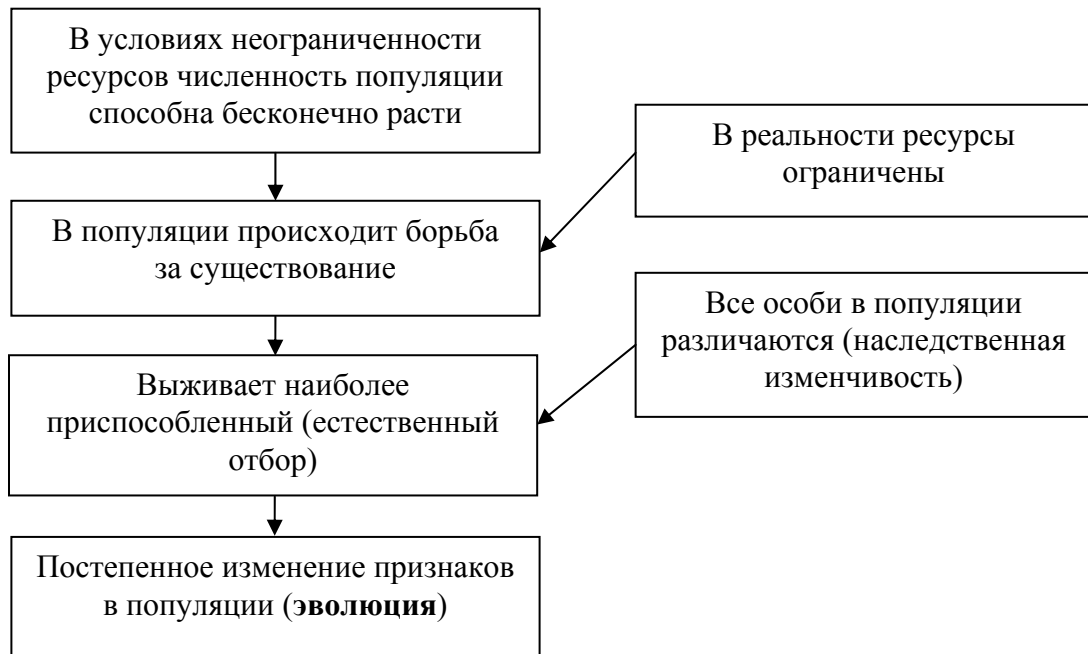 В условиях неограниченности
ресурсов численность популяции
способна бесконечно расти
В реальности ресурсы
ограничены
В популяции происходит борьба
за существование
Все особи в популяции
различаются (наследственная
изменчивость)
Выживает наиболее
приспособленный (естественный
отбор)
Постепенное изменение признаков
в популяции (эволюция)